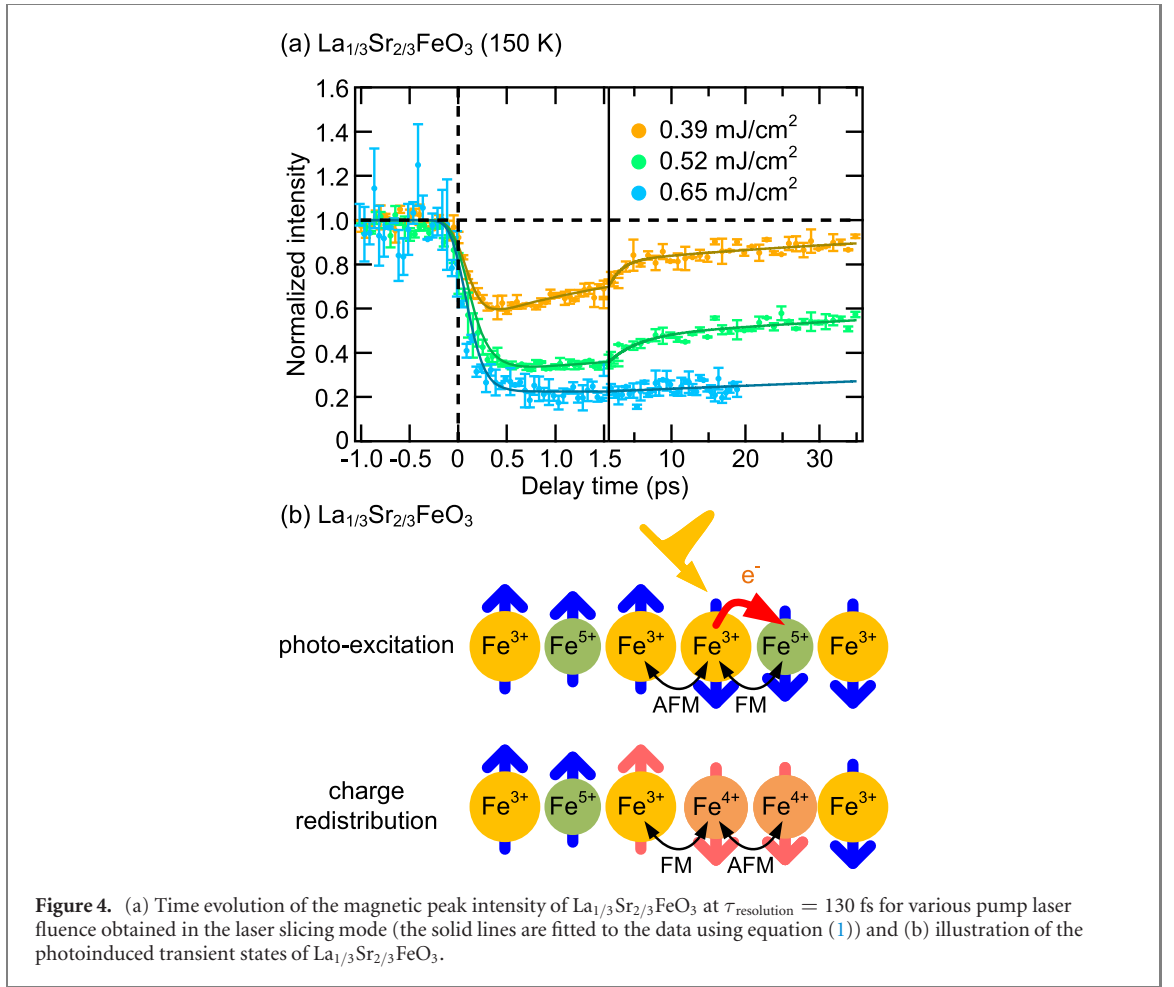 (a) La1/3Sr2/3FeO3 (150 K)
1.6
1.4
1.2
1.0
0.8
0.6
0.4
0.2
0
Normalized intensity
0.39 mJ/cm²
0.52 mJ/cm²
0.65 mJ/cm²
-1.0 -0.5 0 0.5 1.0 1.5 10 20 30
Delay time (ps)
(b) La1/3Sr2/3FeO3
e-
photo-excitation
Fe3+ Fe5+ Fe3+ Fe3+ Fe5+ Fe3+
AFM FM
charge
redistribution
Fe3+ Fe5+ Fe3+ Fe4+ Fe4+ Fe3+
FM AFM
Figure 4. (a) Time evolution of the magnetic peak intensity of La1/3Sr2/3FeO3 at τresolution = 130 fs for various pump laser
fluence obtained in the laser slicing mode (the solid lines are fitted to the data using equation (1)) and (b) illustration of the
photoinduced transient states of La1/3Sr2/3FeO3.